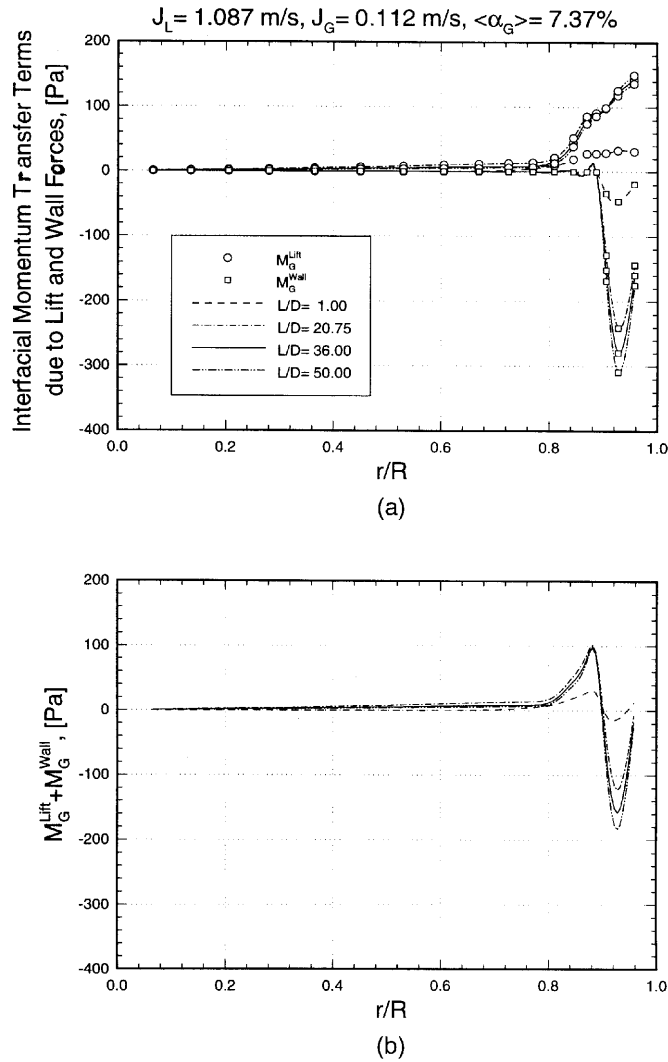 J_L = 1.087 m/s, J_G = 0.112 m/s, <α_G> = 7.37%
Interfacial Momentum Transfer Terms
due to Lift and Wall Forces, [Pa]
200
100
0
-100
-200
-300
-400
M_G^Lift
M_G^Wall
L/D= 1.00
L/D= 20.75
L/D= 36.00
L/D= 50.00
0.0 0.2 0.4 0.6 0.8 1.0
r/R
(a)
M_G^Lift+M_G^Wall, [Pa]
200
100
0
-100
-200
-300
-400
0.0 0.2 0.4 0.6 0.8 1.0
r/R
(b)